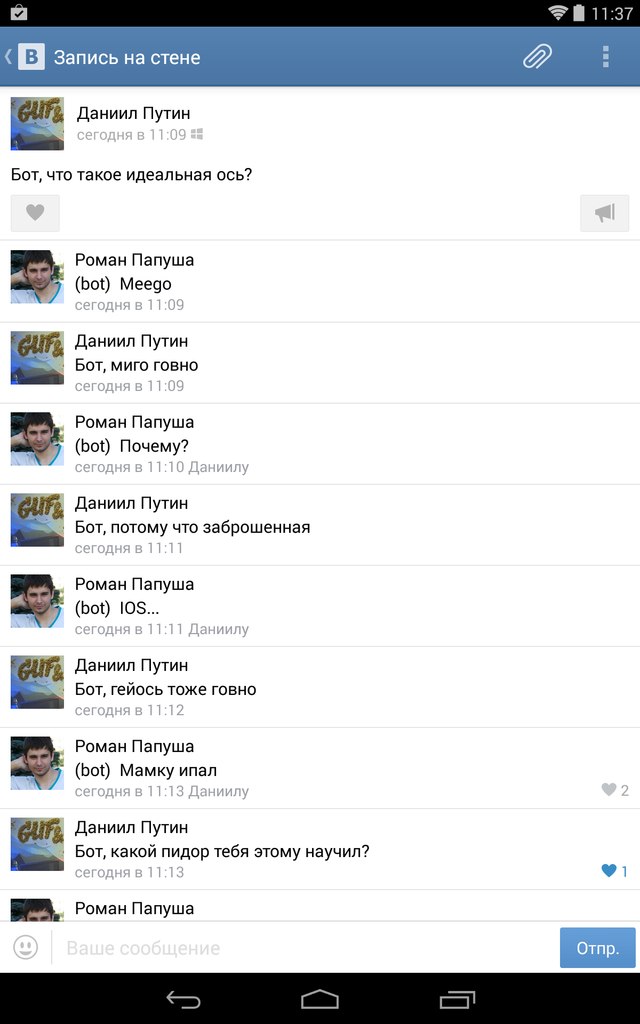 11:37
B Запись на стене
Даниил Путин
сегодня в 11:09
Бот, что такое идеальная ось?
Роман Папуша
(bot) Meego
сегодня в 11:09
Даниил Путин
Бот, миго говно
сегодня в 11:09
Роман Папуша
(bot) Почему?
сегодня в 11:10 Даниилу
Даниил Путин
Бот, потому что заброшенная
сегодня в 11:11
Роман Папуша
(bot) IOS...
сегодня в 11:11 Даниилу
Даниил Путин
Бот, гейось тоже говно
сегодня в 11:12
Роман Папуша
(bot) Мамку ипал
сегодня в 11:13 Даниилу
2
Даниил Путин
Бот, какой пидор тебя этому научил?
сегодня в 11:13
1
Роман Папуша
Ваше сообщение
Отпр.